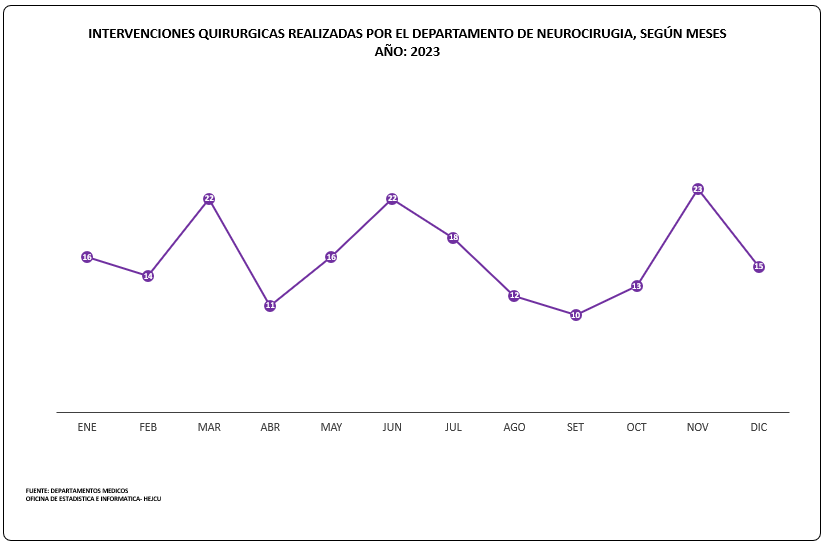 INTERVENCIONES QUIRURGICAS REALIZADAS POR EL DEPARTAMENTO DE NEUROCIRUGIA, SEGÚN MESES
AÑO: 2023
16 14 22 11 16 22 18 12 10 13 23 15
ENE FEB MAR ABR MAY JUN JUL AGO SET OCT NOV DIC
FUENTE: DEPARTAMENTOS MEDICOS
OFICINA DE ESTADISTICA E INFORMATICA- HEJCU